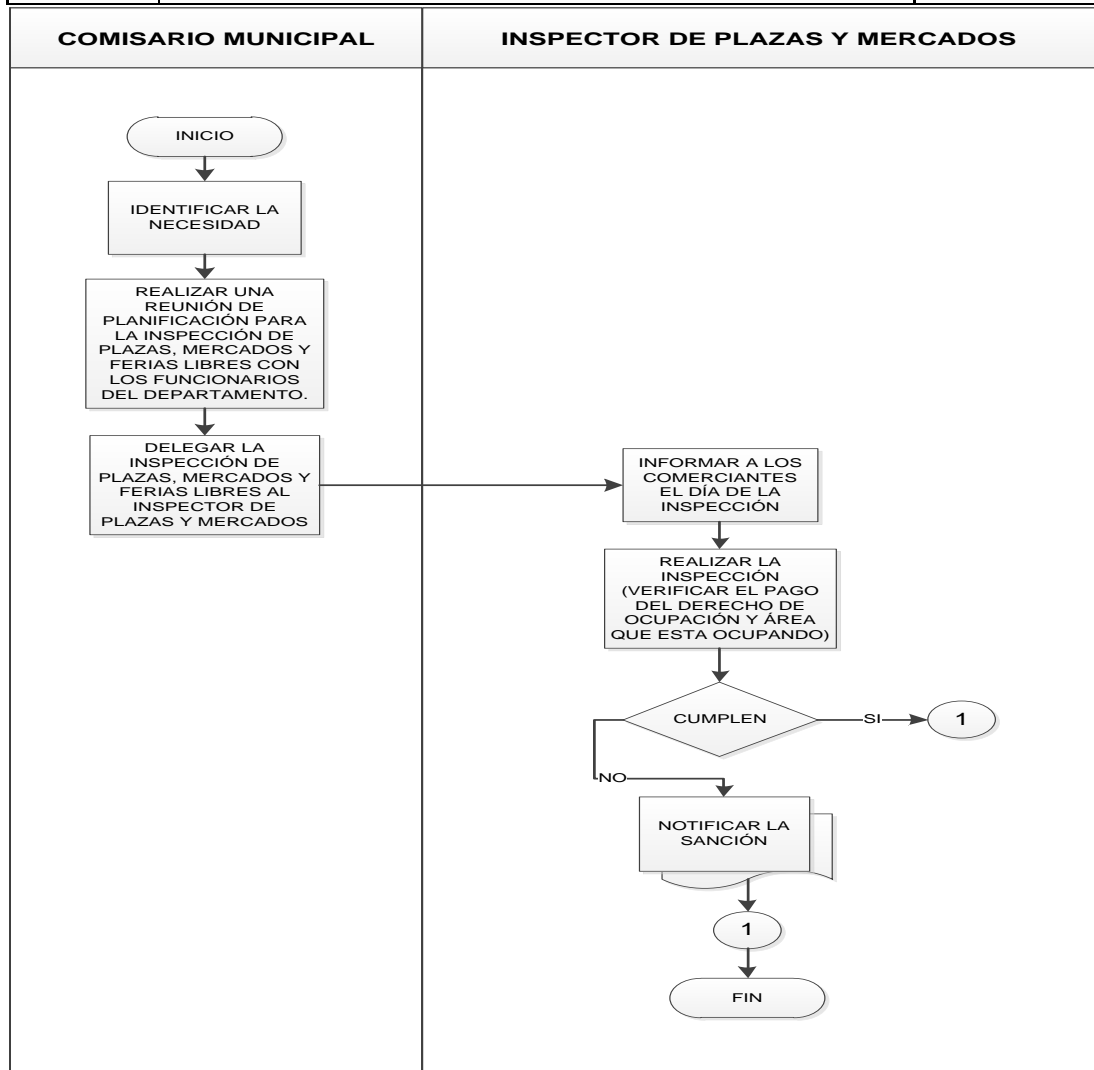 COMISARIO MUNICIPAL
INSPECTOR DE PLAZAS Y MERCADOS
INICIO
IDENTIFICAR LA
NECESIDAD
REALIZAR UNA
REUNIÓN DE
PLANIFICACIÓN PARA
LA INSPECCIÓN DE
PLAZAS, MERCADOS Y
FERIAS LIBRES CON
LOS FUNCIONARIOS
DEL DEPARTAMENTO.
DELEGAR LA
INSPECCIÓN DE
PLAZAS, MERCADOS Y
FERIAS LIBRES AL
INSPECTOR DE
PLAZAS Y MERCADOS
INFORMAR A LOS
COMERCIANTES
EL DÍA DE LA
INSPECCIÓN
REALIZAR LA
INSPECCIÓN
(VERIFICAR EL PAGO
DEL DERECHO DE
OCUPACIÓN Y ÁREA
QUE ESTA OCUPANDO)
CUMPLEN
SI
1
NO
NOTIFICAR LA
SANCIÓN
1
FIN